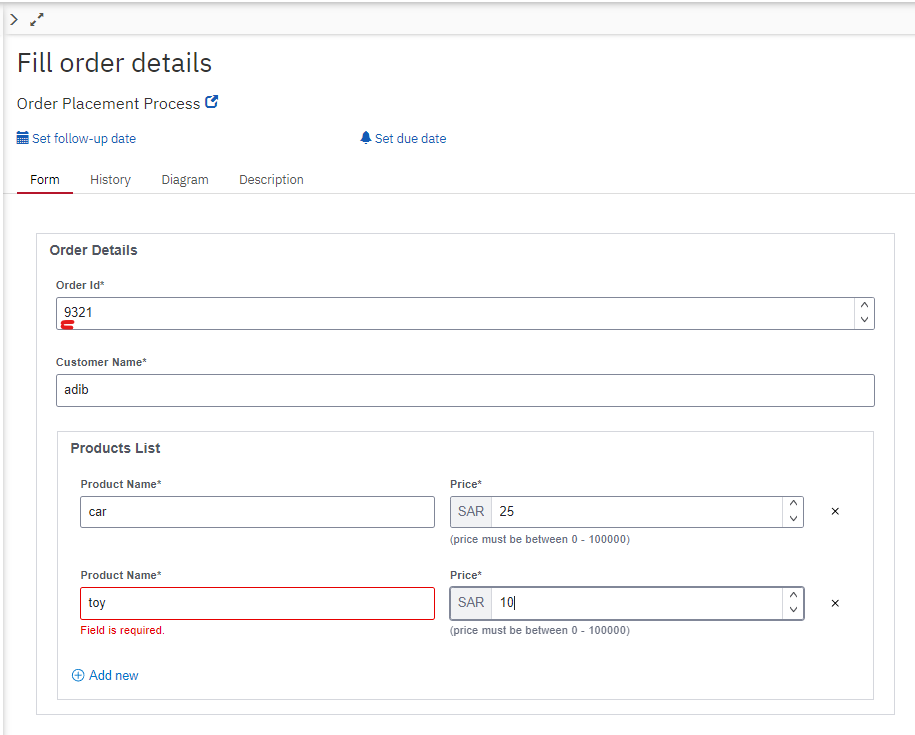 Fill order details
Order Placement Process
Set follow-up date Set due date
Form History Diagram Description
Order Details
Order Id*
9321
Customer Name*
adib
Products List
Product Name* Price*
car SAR 25
(price must be between 0 - 100000)
Product Name* Price*
toy SAR 10
Field is required. (price must be between 0 - 100000)
Add new